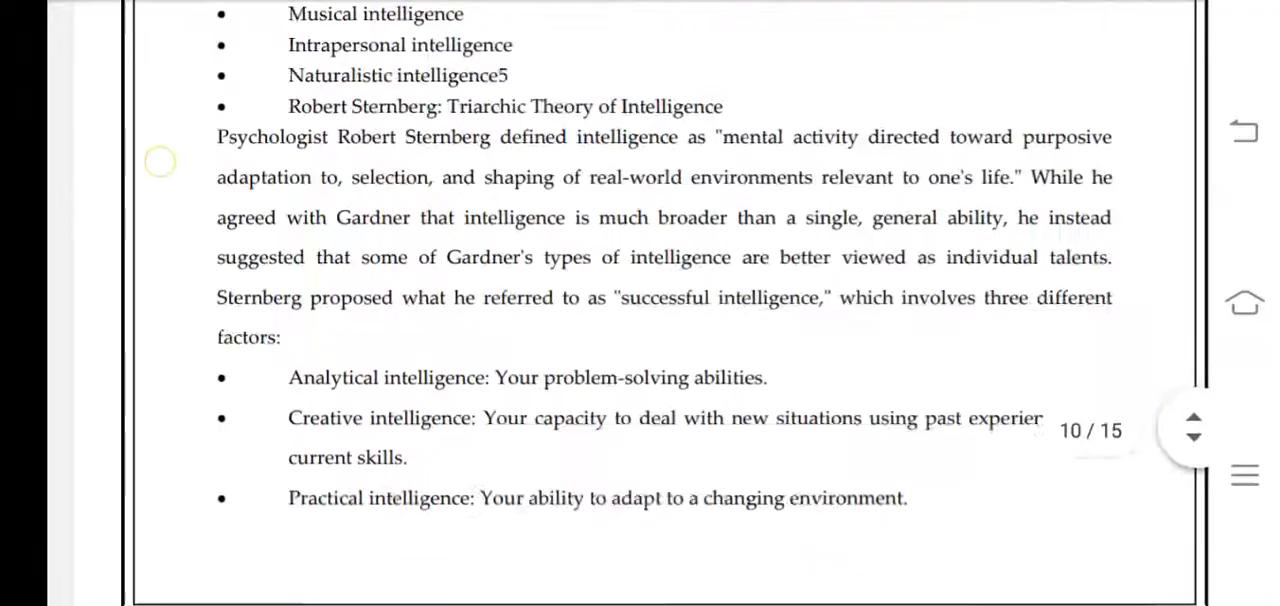 • Musical intelligence
• Intrapersonal intelligence
• Naturalistic intelligence5
• Robert Sternberg: Triarchic Theory of Intelligence
Psychologist Robert Sternberg defined intelligence as "mental activity directed toward purposive
adaptation to, selection, and shaping of real-world environments relevant to one's life." While he
agreed with Gardner that intelligence is much broader than a single, general ability, he instead
suggested that some of Gardner's types of intelligence are better viewed as individual talents.
Sternberg proposed what he referred to as "successful intelligence," which involves three different
factors:
• Analytical intelligence: Your problem-solving abilities.
• Creative intelligence: Your capacity to deal with new situations using past
current skills.
• Practical intelligence: Your ability to adapt to a changing environment.
10 / 15